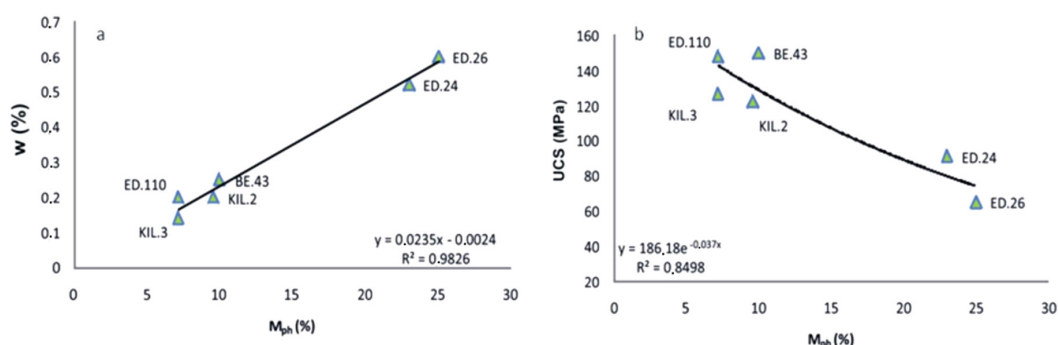 a
0.7
0.6
0.5
0.4
0.3
0.2
0.1
0
w (%)
ED.26
ED.24
ED.110
BE.43
KIL.2
KIL.3
y = 0.0235x - 0.0024
R² = 0.9826
0 5 10 15 20 25 30
Mph (%)
b
160
140
120
100
80
60
40
20
UCS (MPa)
ED.110
BE.43
KIL.3
KIL.2
ED.24
ED.26
y = 186.18e-0.037x
R² = 0.8498
0 5 10 15 20 25 30
Mph (%)